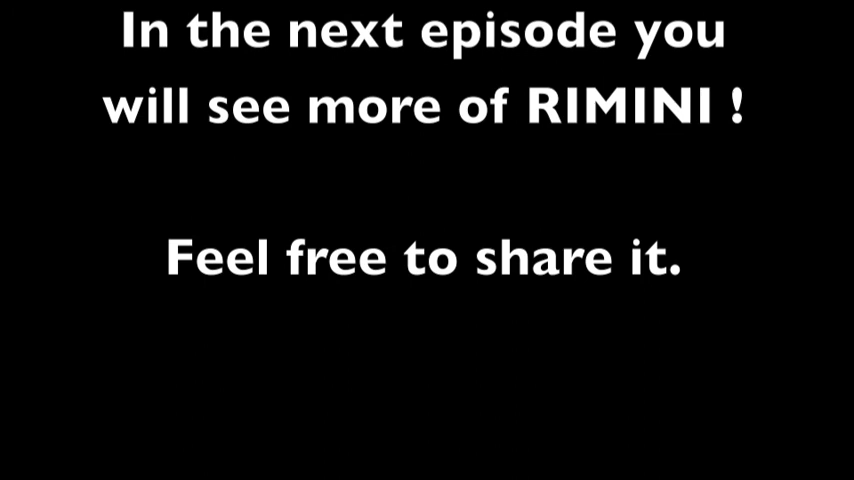 In the next episode you
will see more of RIMINI !
Feel free to share it.